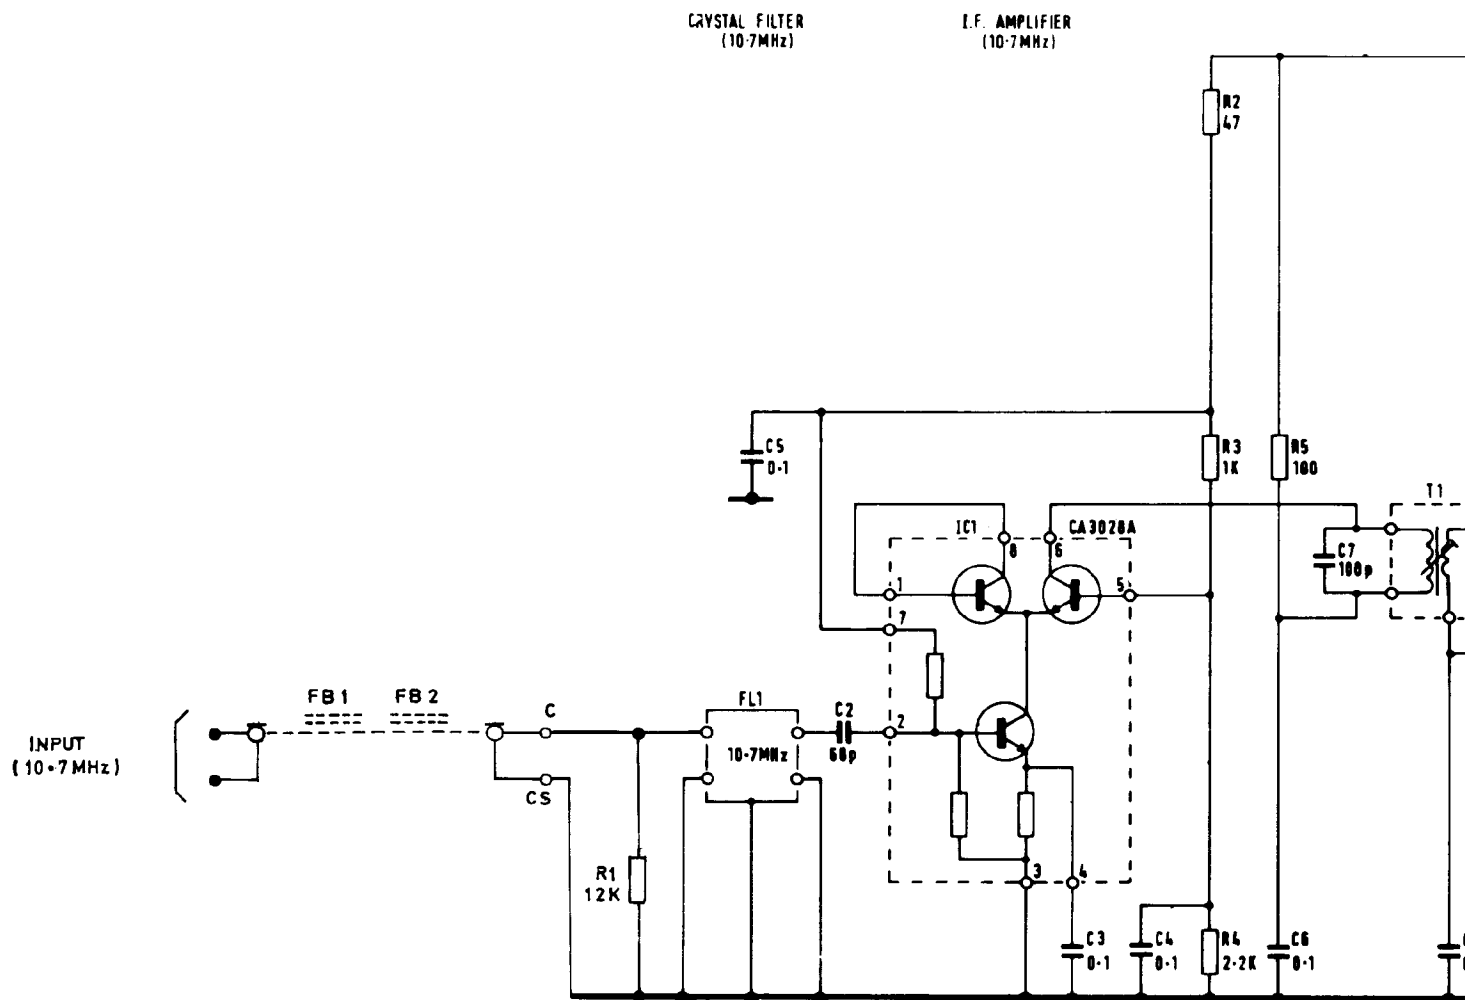 CRYSTAL FILTER
(10·7MHz)
I.F. AMPLIFIER
(10·7MHz)
R2
47
C5
0·1
R3
1K
R5
100
T1
IC1
CA3028A
8
6
C7
100p
1
5
7
FB1
FB2
C
FL1
C2
2
INPUT
(10·7MHz)
10·7MHz
68p
CS
R1
12K
3
4
C3
0·1
C4
0·1
R4
2·2K
C6
0·1